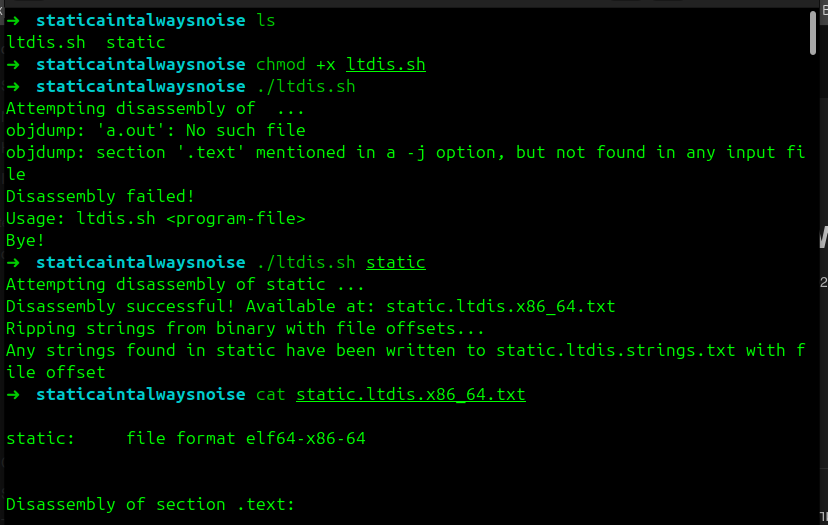 ➜  staticaintalwaysnoise ls
ltdis.sh  static
➜  staticaintalwaysnoise chmod +x ltdis.sh
➜  staticaintalwaysnoise ./ltdis.sh
Attempting disassembly of  ...
objdump: 'a.out': No such file
objdump: section '.text' mentioned in a -j option, but not found in any input fi
le
Disassembly failed!
Usage: ltdis.sh <program-file>
Bye!
➜  staticaintalwaysnoise ./ltdis.sh static
Attempting disassembly of static ...
Disassembly successful! Available at: static.ltdis.x86_64.txt
Ripping strings from binary with file offsets...
Any strings found in static have been written to static.ltdis.strings.txt with f
ile offset
➜  staticaintalwaysnoise cat static.ltdis.x86_64.txt
static:     file format elf64-x86-64
Disassembly of section .text: